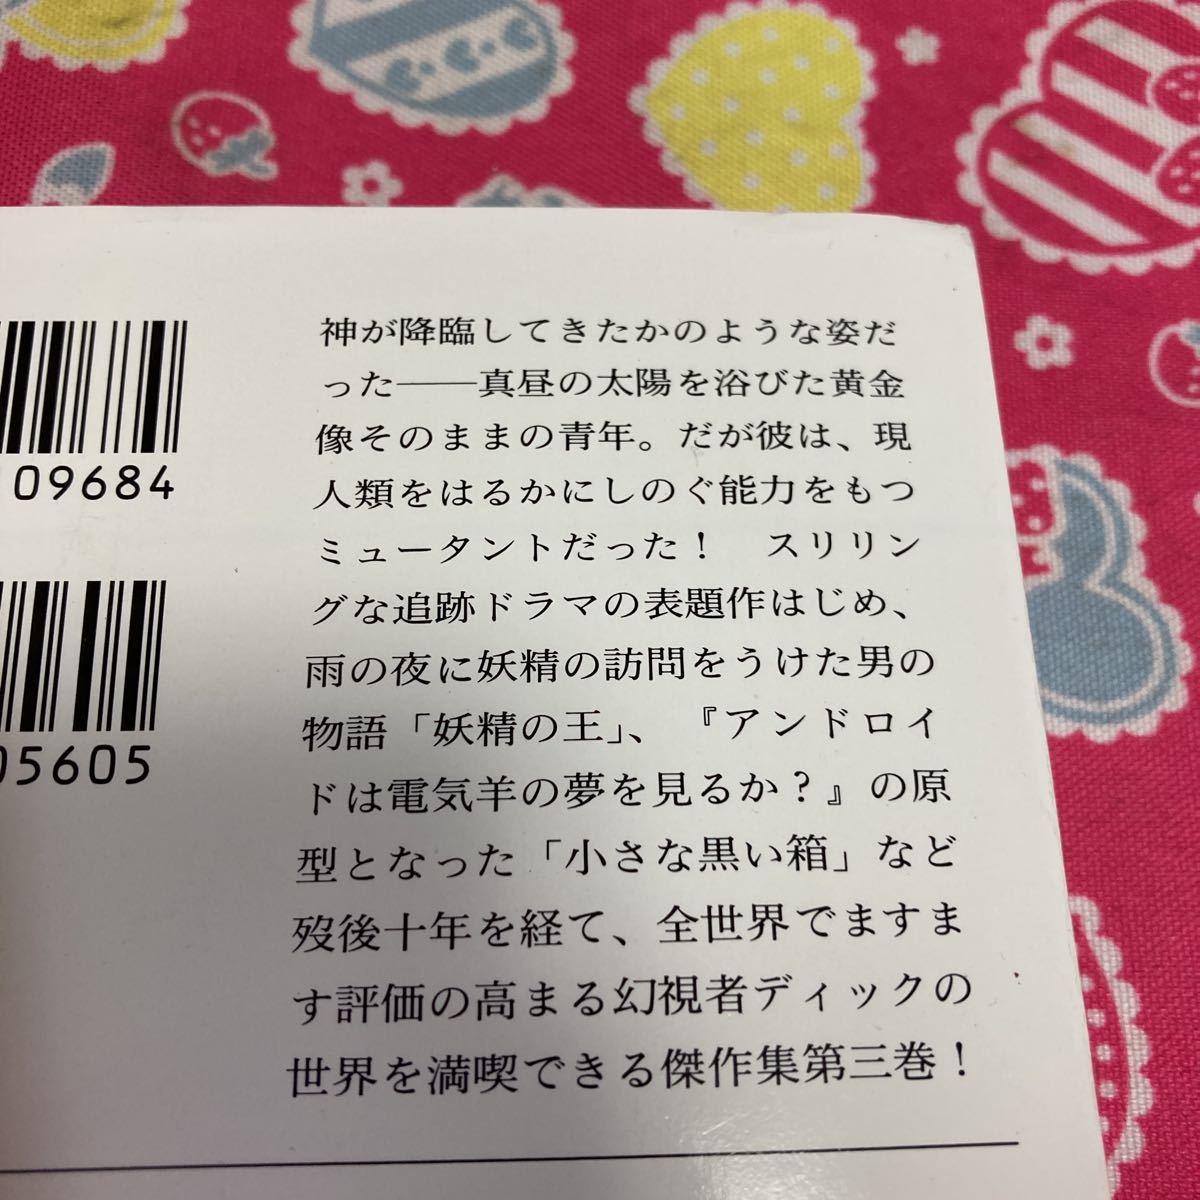 神が降臨してきたかのような姿だ
った——真昼の太陽を浴びた黄金
像そのままの青年。だが彼は、現
人類をはるかにしのぐ能力をもつ
ミュータントだった！　スリリン
グな追跡ドラマの表題作はじめ、
雨の夜に妖精の訪問をうけた男の
物語「妖精の王」、『アンドロイ
ドは電気羊の夢を見るか？』の原
型となった「小さな黒い箱」など
歿後十年を経て、全世界でますま
す評価の高まる幻視者ディックの
世界を満喫できる傑作集第三巻！
09684
05605